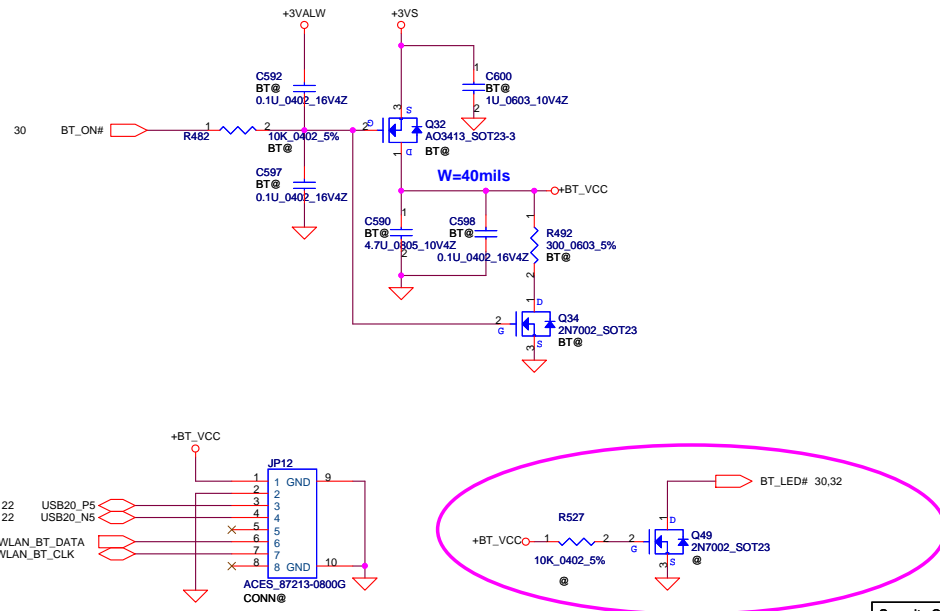 +3VALW
+3VS
C592
BT@
0.1U_0402_16V4Z
1
C600
BT@
1U_0603_10V4Z
2
3
S
G
30
BT_ON#
1
R482
2
10K_0402_5%
BT@
2
Q32
AO3413_SOT23-3
BT@
1
D
C597
BT@
0.1U_0402_16V4Z
W=40mils
+BT_VCC
1
C590
BT@
4.7U_0805_10V4Z
2
C598
BT@
0.1U_0402_16V4Z
1
R492
300_0603_5%
BT@
2
1
D
2
G
Q34
2N7002_SOT23
BT@
3
S
+BT_VCC
JP12
1
1
GND
9
2
2
22
USB20_P5
3
3
22
USB20_N5
4
4
5
5
WLAN_BT_DATA
6
6
WLAN_BT_CLK
7
7
8
8
GND
10
ACES_87213-0800G
CONN@
BT_LED#
30,32
R527
+BT_VCC
1
2
10K_0402_5%
@
2
G
1
D
Q49
2N7002_SOT23
@
3
S